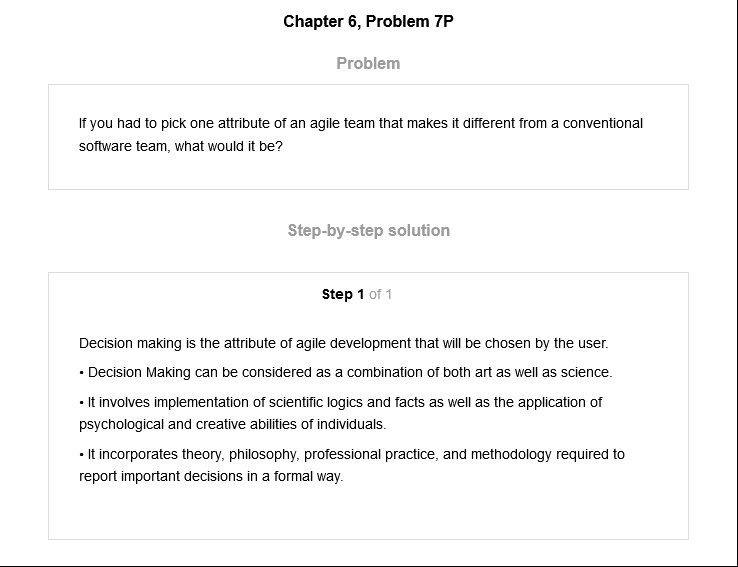 Chapter 6, Problem 7P
Problem
If you had to pick one attribute of an agile team that makes it different from a conventional
software team, what would it be?
Step-by-step solution
Step 1 of 1
Decision making is the attribute of agile development that will be chosen by the user.
• Decision Making can be considered as a combination of both art as well as science.
• It involves implementation of scientific logics and facts as well as the application of
psychological and creative abilities of individuals.
• It incorporates theory, philosophy, professional practice, and methodology required to
report important decisions in a formal way.